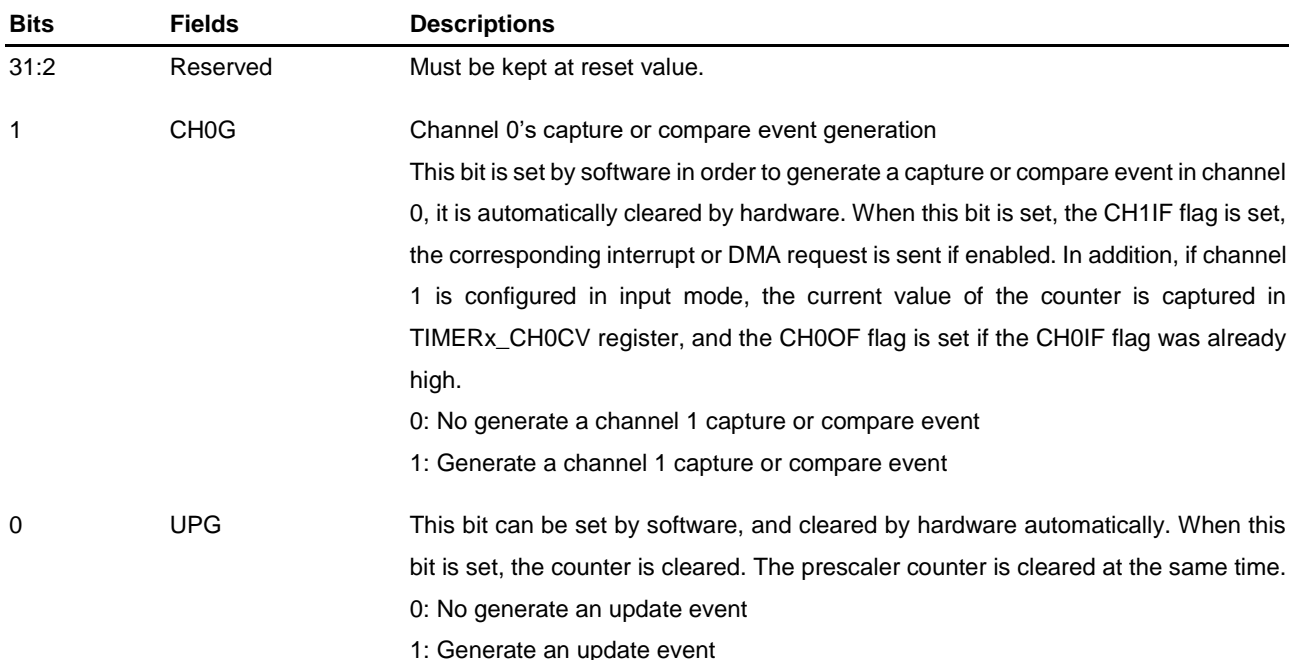 Bits Fields Descriptions
31:2 Reserved Must be kept at reset value.
1 CH0G Channel 0’s capture or compare event generation
This bit is set by software in order to generate a capture or compare event in channel
0, it is automatically cleared by hardware. When this bit is set, the CH1IF flag is set,
the corresponding interrupt or DMA request is sent if enabled. In addition, if channel
1 is configured in input mode, the current value of the counter is captured in
TIMERx_CH0CV register, and the CH0OF flag is set if the CH0IF flag was already
high.
0: No generate a channel 1 capture or compare event
1: Generate a channel 1 capture or compare event
0 UPG This bit can be set by software, and cleared by hardware automatically. When this
bit is set, the counter is cleared. The prescaler counter is cleared at the same time.
0: No generate an update event
1: Generate an update event